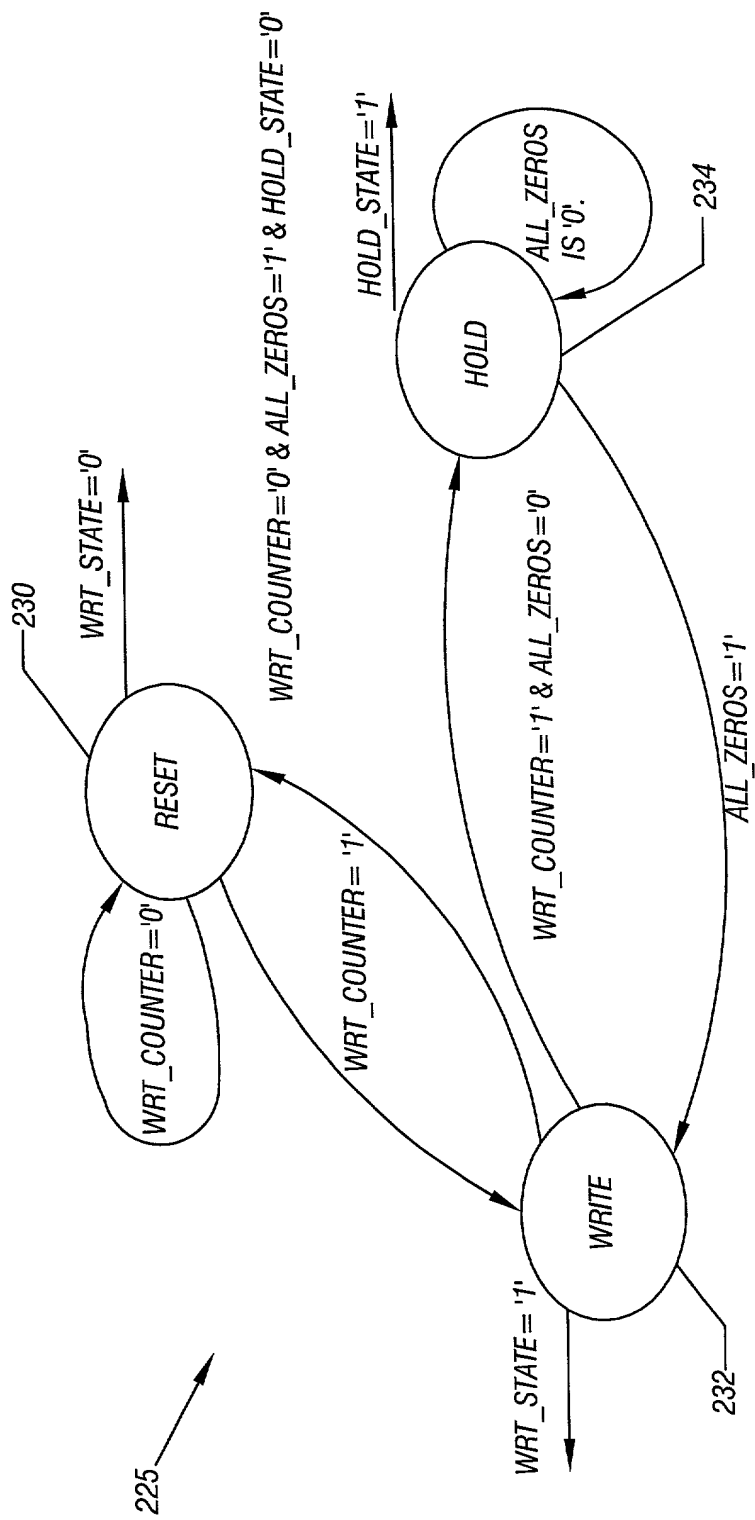 225
230
WRT_STATE='0'
RESET
WRT_COUNTER='0'
WRT_COUNTER='0' & ALL_ZEROS='1' & HOLD_STATE='0'
WRT_COUNTER= '1'
HOLD_STATE='1'
HOLD
ALL_ZEROS
IS '0'.
234
WRT_COUNTER='1' & ALL_ZEROS='0'
WRT_STATE= '1'
WRITE
232
ALL_ZEROS='1'